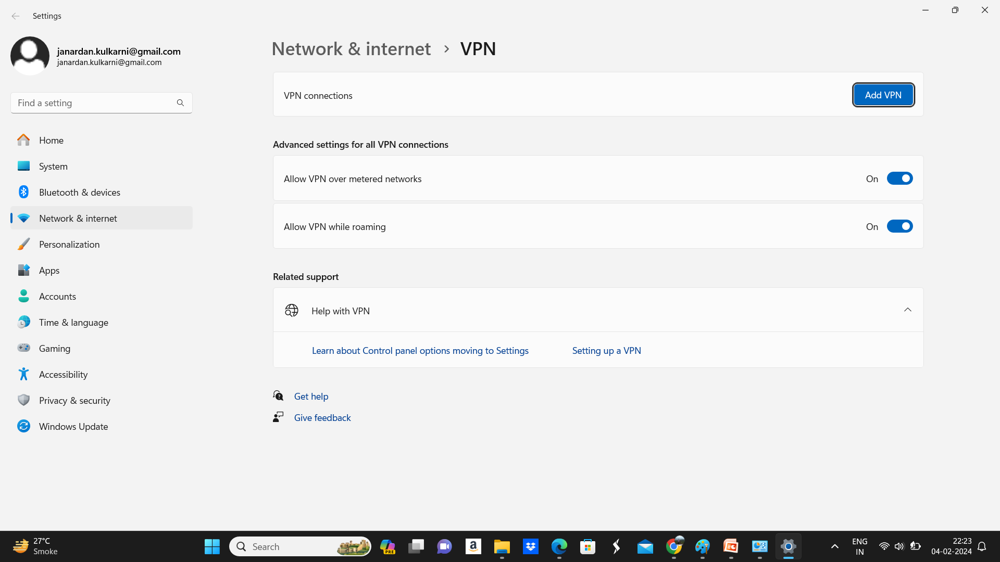 Settings
janardan.kulkarni@gmail.com
janardan.kulkarni@gmail.com
Find a setting
Home
System
Bluetooth & devices
Network & internet
Personalization
Apps
Accounts
Time & language
Gaming
Accessibility
Privacy & security
Windows Update
Network & internet > VPN
VPN connections
Add VPN
Advanced settings for all VPN connections
Allow VPN over metered networks
On
Allow VPN while roaming
On
Related support
Help with VPN
Learn about Control panel options moving to Settings
Setting up a VPN
Get help
Give feedback
27°C
Smoke
Search
PRE
a
ENG
IN
22:23
04-02-2024